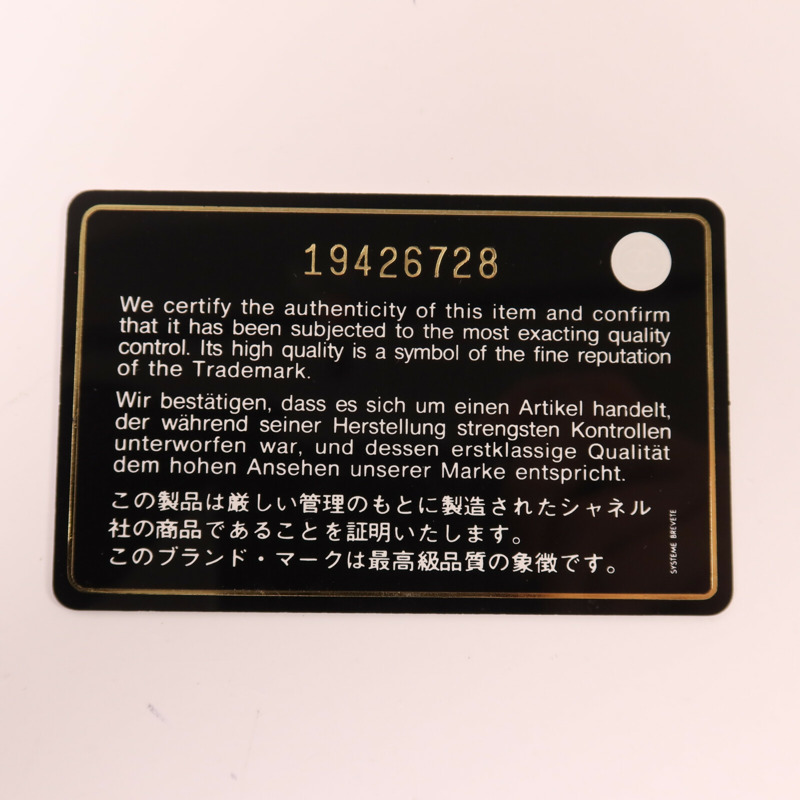 19426728
We certify the authenticity of this item and confirm
that it has been subjected to the most exacting quality
control. Its high quality is a symbol of the fine reputation
of the Trademark.
Wir bestätigen, dass es sich um einen Artikel handelt,
der während seiner Herstellung strengsten Kontrollen
unterworfen war, und dessen erstklassige Qualität
dem hohen Ansehen unserer Marke entspricht.
この製品は厳しい管理のもとに製造されたシャネル
社の商品であることを証明いたします。
このブランド・マークは最高級品質の象徴です。
SYSTEME BREVETE